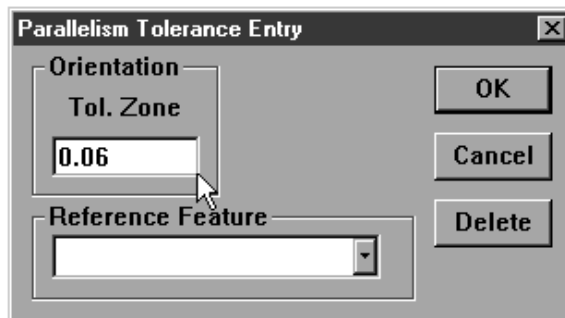 Parallelism Tolerance Entry
Orientation
Tol. Zone
0.06
OK
Cancel
Reference Feature
Delete